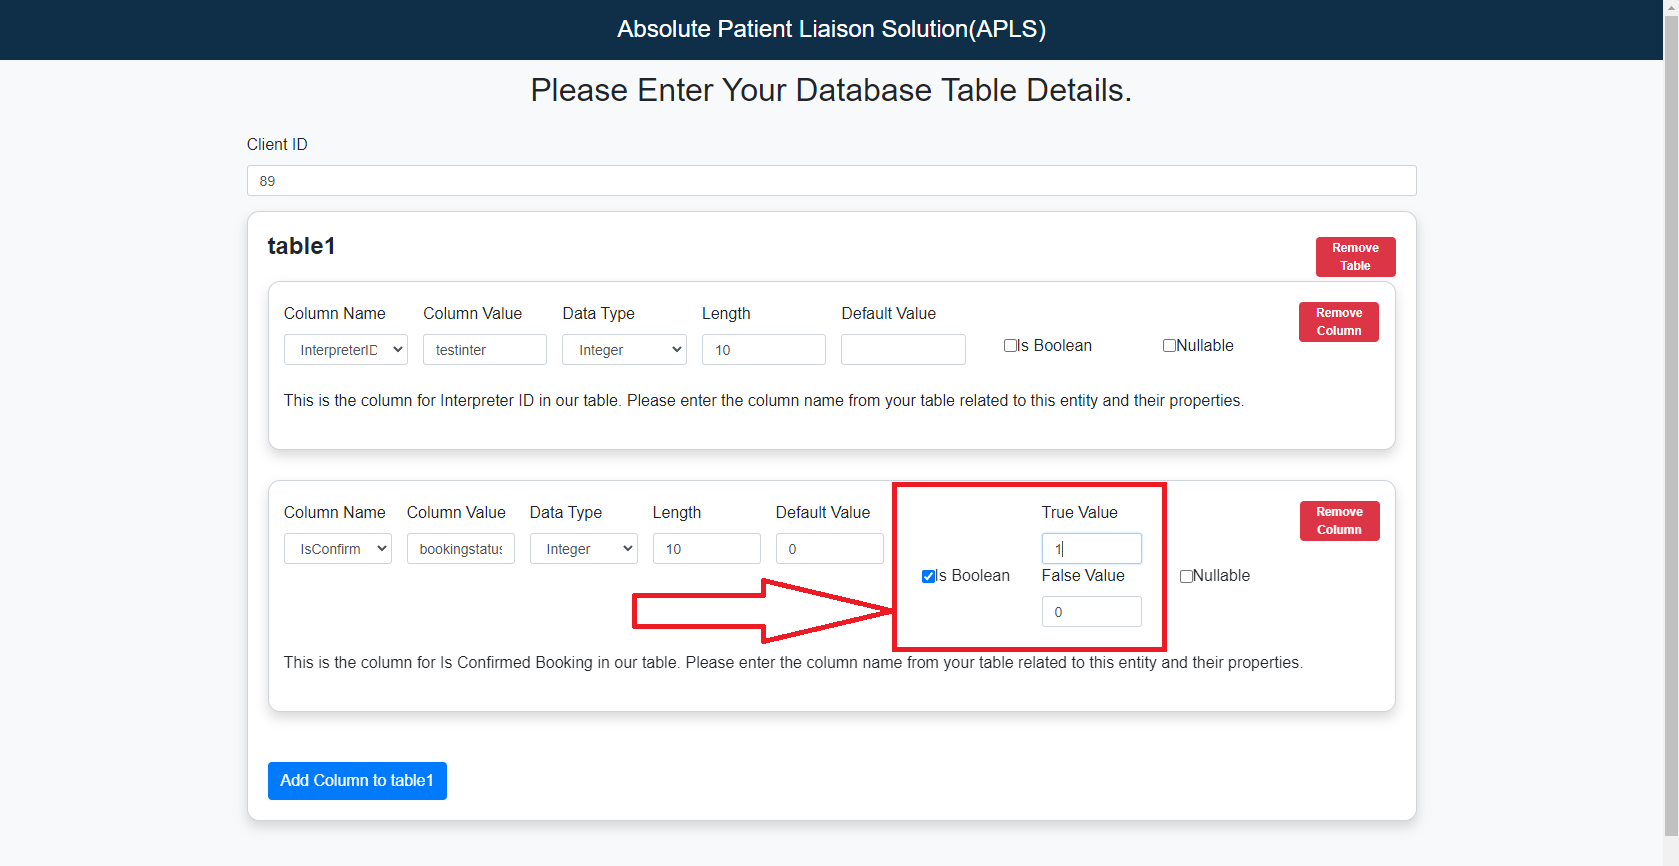 Absolute Patient Liaison Solution(APLS)
Please Enter Your Database Table Details.
Client ID
89
table1
Remove
Table
Column Name Column Value Data Type Length Default Value
Remove
Column
InterpreterID testinter Integer 10 Is Boolean Nullable
This is the column for Interpreter ID in our table. Please enter the column name from your table related to this entity and their properties.
Column Name Column Value Data Type Length Default Value True Value
Remove
Column
IsConfirm bookingstatus Integer 10 0 1
Is Boolean False Value Nullable
0
This is the column for Is Confirmed Booking in our table. Please enter the column name from your table related to this entity and their properties.
Add Column to table1